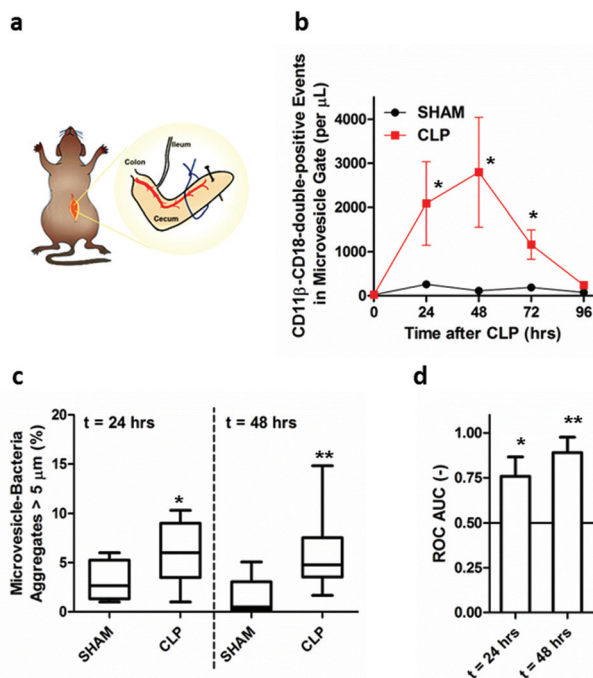 a
Colon
Ileum
Cecum
b
CD11β-CD18-double-positive Events
in Microvesicle Gate (per μL)
4000
3000
2000
1000
0
SHAM
CLP
*
*
*
0 24 48 72 96
Time after CLP (hrs)
c
Microvesicle-Bacteria
Aggregates > 5 μm (%)
20
15
10
5
0
t = 24 hrs
t = 48 hrs
*
**
SHAM
CLP
SHAM
CLP
d
ROC AUC (-)
1.00
0.75
0.50
0.25
0.00
*
**
t = 24 hrs
t = 48 hrs